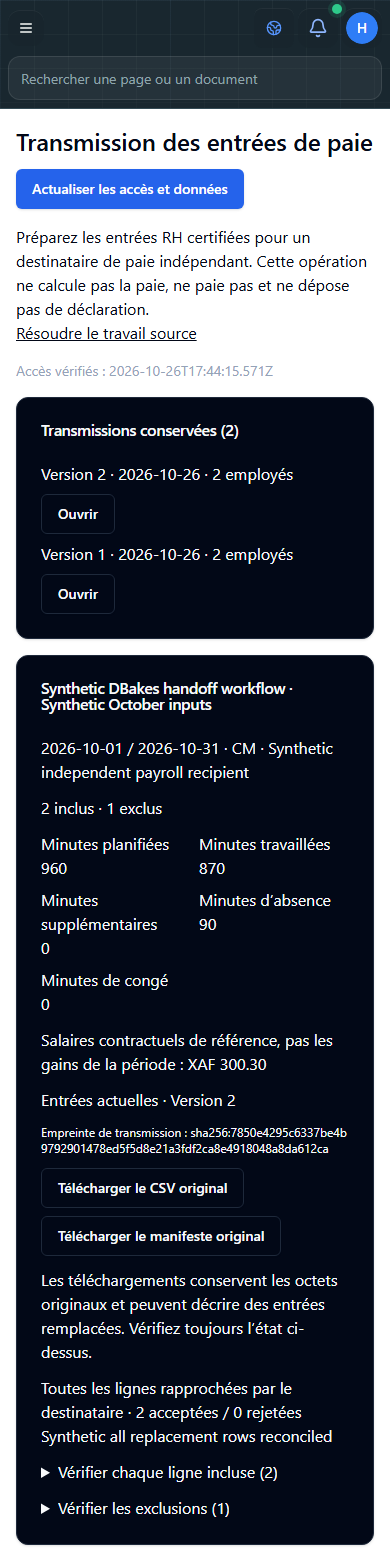 H
Rechercher une page ou un document
Transmission des entrées de paie
Actualiser les accès et données
Préparez les entrées RH certifiées pour un
destinataire de paie indépendant. Cette opération
ne calcule pas la paie, ne paie pas et ne dépose
pas de déclaration.
Résoudre le travail source
Accès vérifiés : 2026-10-26T17:44:15.571Z
Transmissions conservées (2)
Version 2 · 2026-10-26 · 2 employés
Ouvrir
Version 1 · 2026-10-26 · 2 employés
Ouvrir
Synthetic DBakes handoff workflow ·
Synthetic October inputs
2026-10-01 / 2026-10-31 · CM · Synthetic
independent payroll recipient
2 inclus · 1 exclus
Minutes planifiées
960
Minutes travaillées
870
Minutes
supplémentaires
0
Minutes d’absence
90
Minutes de congé
0
Salaires contractuels de référence, pas les
gains de la période : XAF 300.30
Entrées actuelles · Version 2
Empreinte de transmission : sha256:7850e4295c6337be4b
9792901478ed5f5d8e21a3fdf2ca8e4918048a8da612ca
Télécharger le CSV original
Télécharger le manifeste original
Les téléchargements conservent les octets
originaux et peuvent décrire des entrées
remplacées. Vérifiez toujours l’état ci-
dessus.
Toutes les lignes rapprochées par le
destinataire · 2 acceptées / 0 rejetées
Synthetic all replacement rows reconciled
Vérifier chaque ligne incluse (2)
Vérifier les exclusions (1)